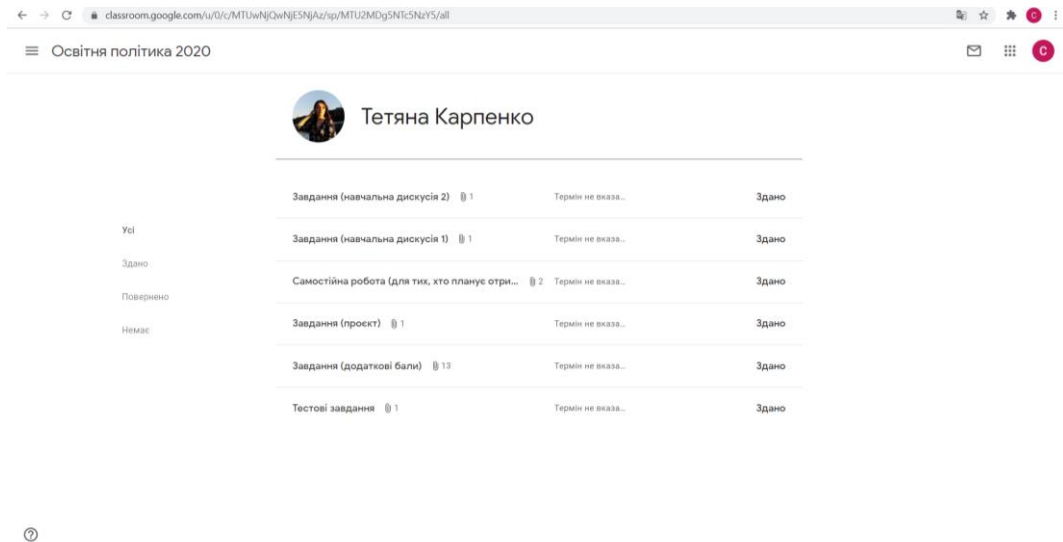 classroom.google.com/u/0/c/MTUwNjQwNjE5NjAz/sp/MTU2MDg5NTc5NzY5/all
C
Освітня політика 2020
C
Тетяна Карпенко
Завдання (навчальна дискусія 2) 1 Термін не вказа... Здано
Усі
Завдання (навчальна дискусія 1) 1 Термін не вказа... Здано
Здано
Самостійна робота (для тих, хто планує отри... 2 Термін не вказа... Здано
Повернено
Завдання (проєкт) 1 Термін не вказа... Здано
Немає
Завдання (додаткові бали) 13 Термін не вказа... Здано
Тестові завдання 1 Термін не вказа... Здано